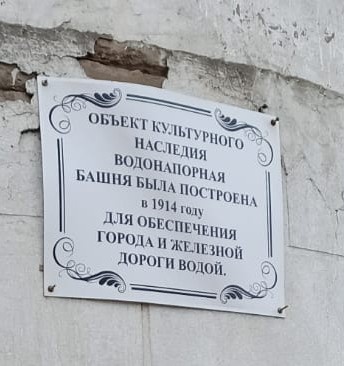 ОБЪЕКТ КУЛЬТУРНОГО
НАСЛЕДИЯ
ВОДОНАПОРНАЯ
БАШНЯ БЫЛА ПОСТРОЕНА
в 1914 году
ДЛЯ ОБЕСПЕЧЕНИЯ
ГОРОДА И ЖЕЛЕЗНОЙ
ДОРОГИ ВОДОЙ.